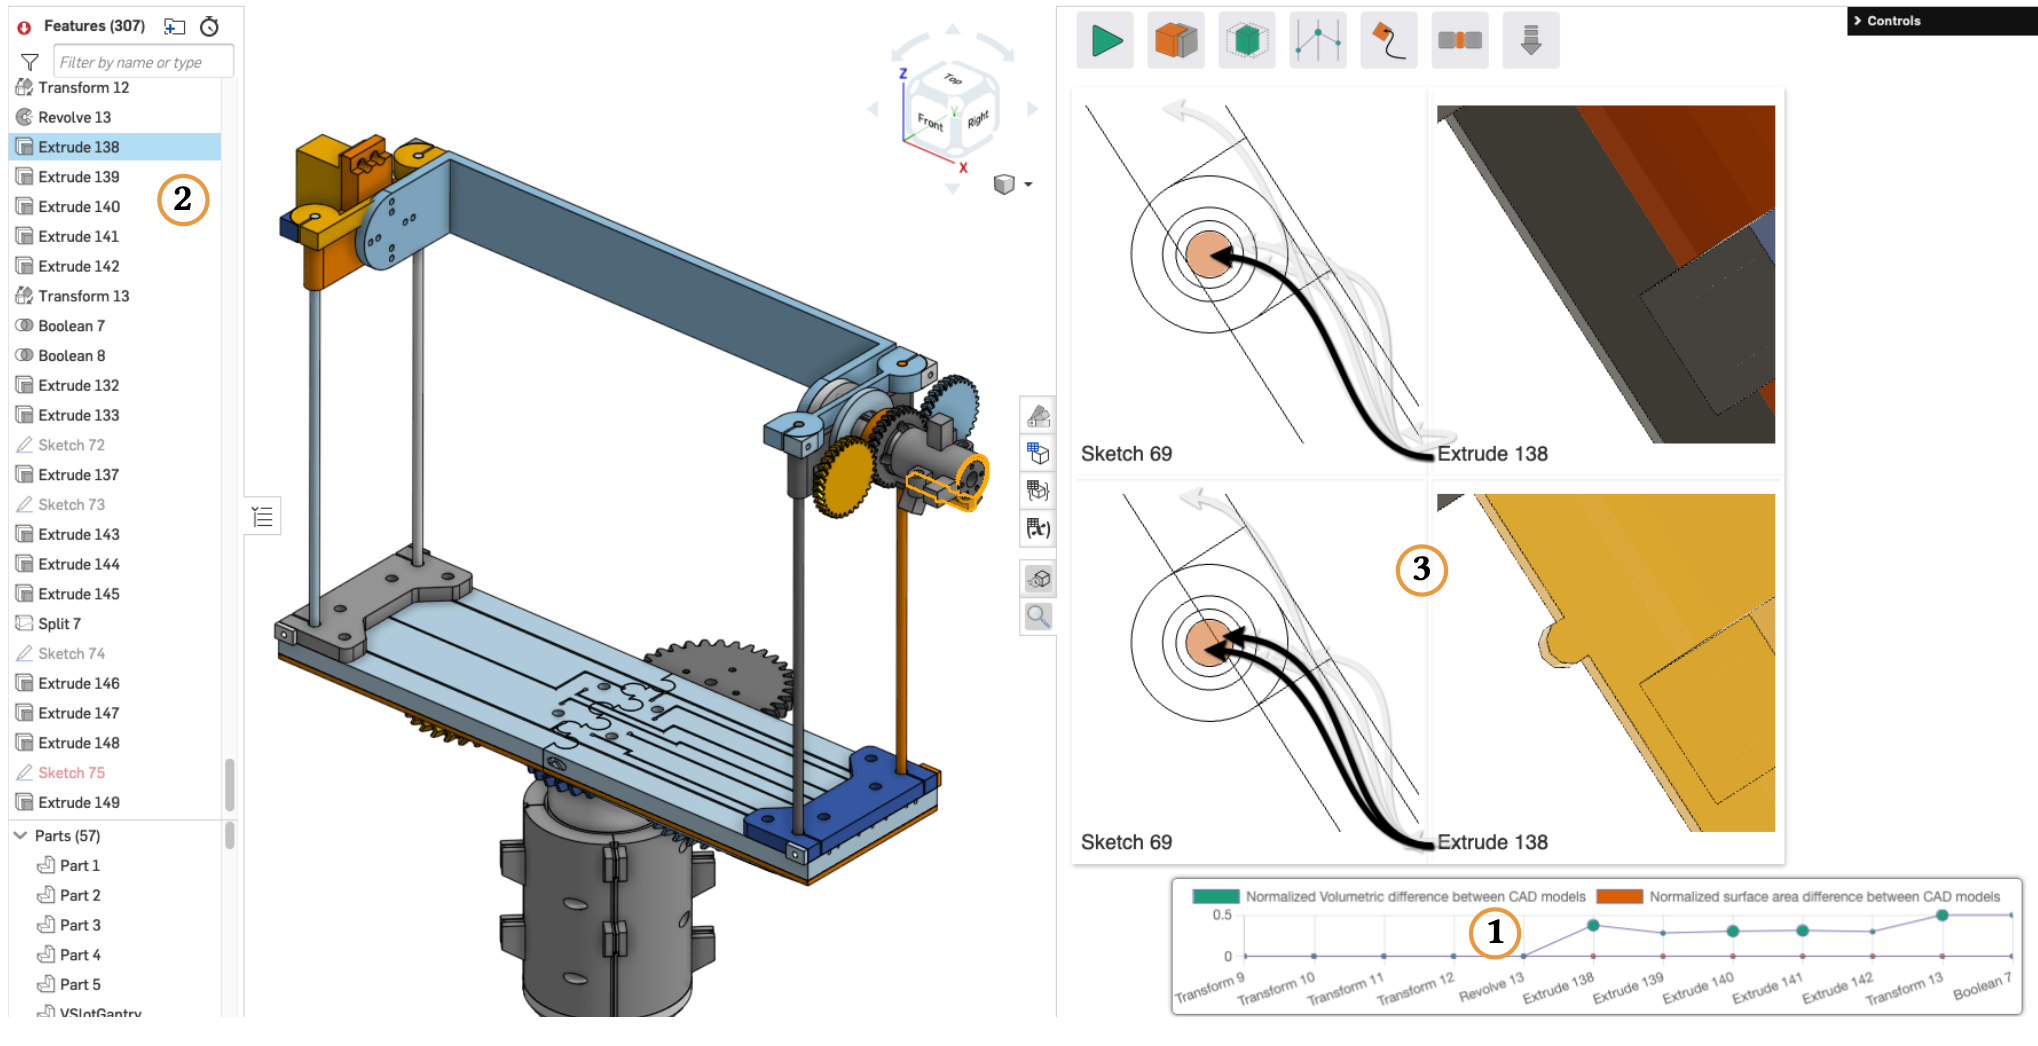 Features (307)
Filter by name or type
Transform 12
Revolve 13
Extrude 138
Extrude 139
2
Extrude 140
Extrude 141
Extrude 142
Transform 13
Boolean 7
Boolean 8
Extrude 132
Extrude 133
Sketch 72
Extrude 137
Sketch 73
Extrude 143
Extrude 144
Extrude 145
Split 7
Sketch 74
Extrude 146
Extrude 147
Extrude 148
Sketch 75
Extrude 149
Parts (57)
Part 1
Part 2
Part 3
Part 4
Part 5
VSlotGantry
Z
Top
Y
Front
Right
X
(x)
Controls
Sketch 69
Extrude 138
3
Sketch 69
Extrude 138
Normalized Volumetric difference between CAD models
Normalized surface area difference between CAD models
0.5
1
0
Transform 9
Transform 10
Transform 11
Transform 12
Revolve 13
Extrude 138
Extrude 139
Extrude 140
Extrude 141
Extrude 142
Transform 13
Boolean 7